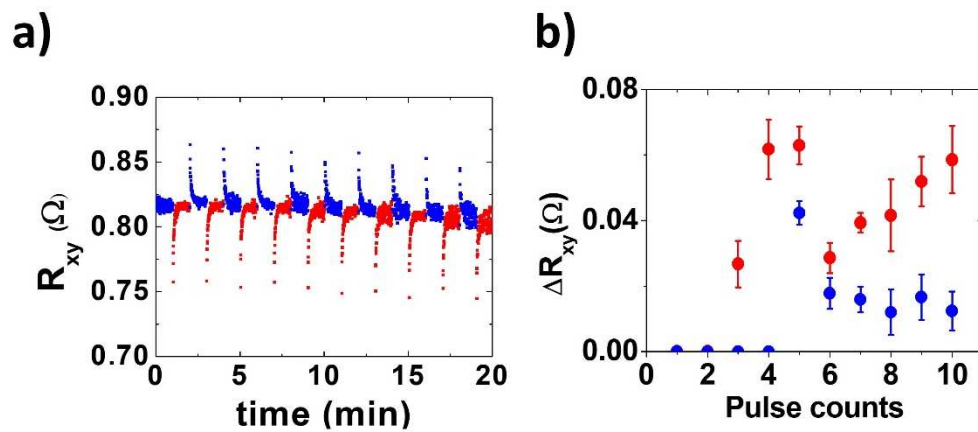 a)
0.90
0.85
0.80
0.75
0.70
R_xy (Ω)
0 5 10 15 20
time (min)
b)
0.08
0.04
0.00
ΔR_xy(Ω)
0 2 4 6 8 10
Pulse counts